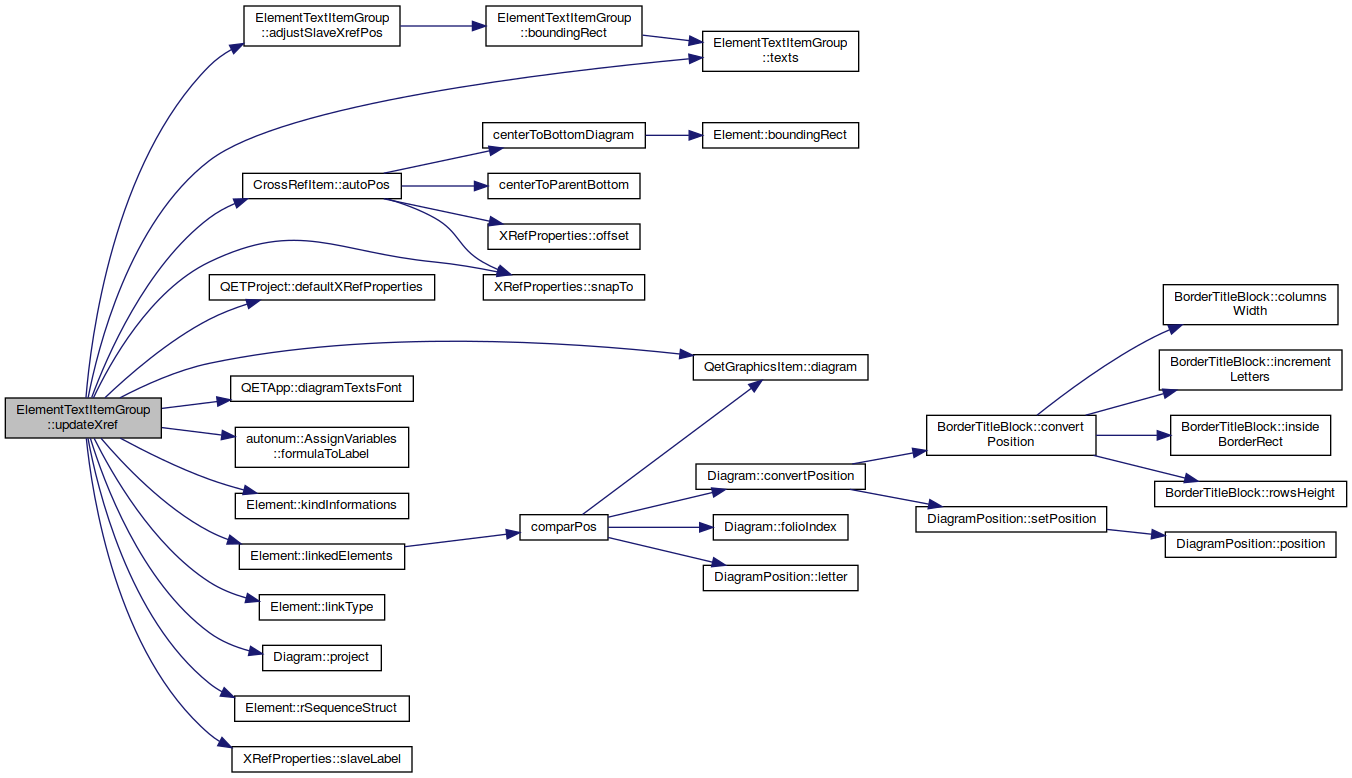 ElementTextItemGroup
::updateXref
ElementTextItemGroup
::adjustSlaveXrefPos
ElementTextItemGroup
::boundingRect
ElementTextItemGroup
::texts
CrossRefItem::autoPos
centerToBottomDiagram
Element::boundingRect
centerToParentBottom
XRefProperties::offset
XRefProperties::snapTo
QETProject::defaultXRefProperties
QetGraphicsItem::diagram
QETApp::diagramTextsFont
autonum::AssignVariables
::formulaToLabel
Element::kindInformations
Element::linkedElements
comparPos
Diagram::convertPosition
BorderTitleBlock::convert
Position
BorderTitleBlock::columns
Width
BorderTitleBlock::increment
Letters
BorderTitleBlock::inside
BorderRect
BorderTitleBlock::rowsHeight
DiagramPosition::setPosition
DiagramPosition::position
Diagram::folioIndex
DiagramPosition::letter
Element::linkType
Diagram::project
Element::rSequenceStruct
XRefProperties::slaveLabel